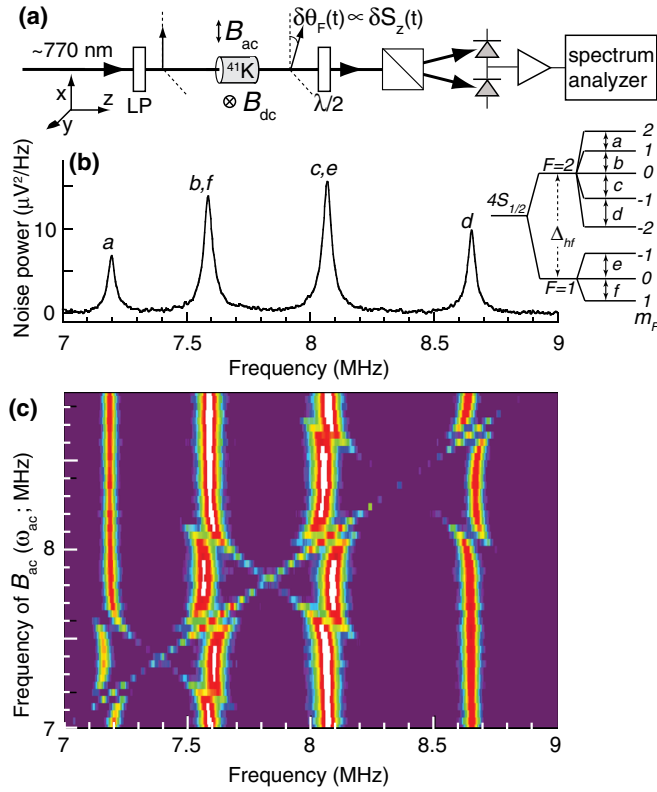 (a)
B_ac
δθ_F(t)∝ δS_z(t)
~770 nm
⁴¹K
x
y
z
LP
⊗ B_dc
λ/2
spectrum
analyzer
(b)
Noise power (μV²/Hz)
10
0
a
b,f
c,e
d
7
7.5
8
8.5
9
Frequency (MHz)
4S_1/2
F=2
Δ_hf
F=1
a
b
c
d
e
f
2
1
0
-1
-2
-1
0
1
m_F
(c)
Frequency of B_ac (ω_ac; MHz)
8
7
7
7.5
8
8.5
9
Frequency (MHz)